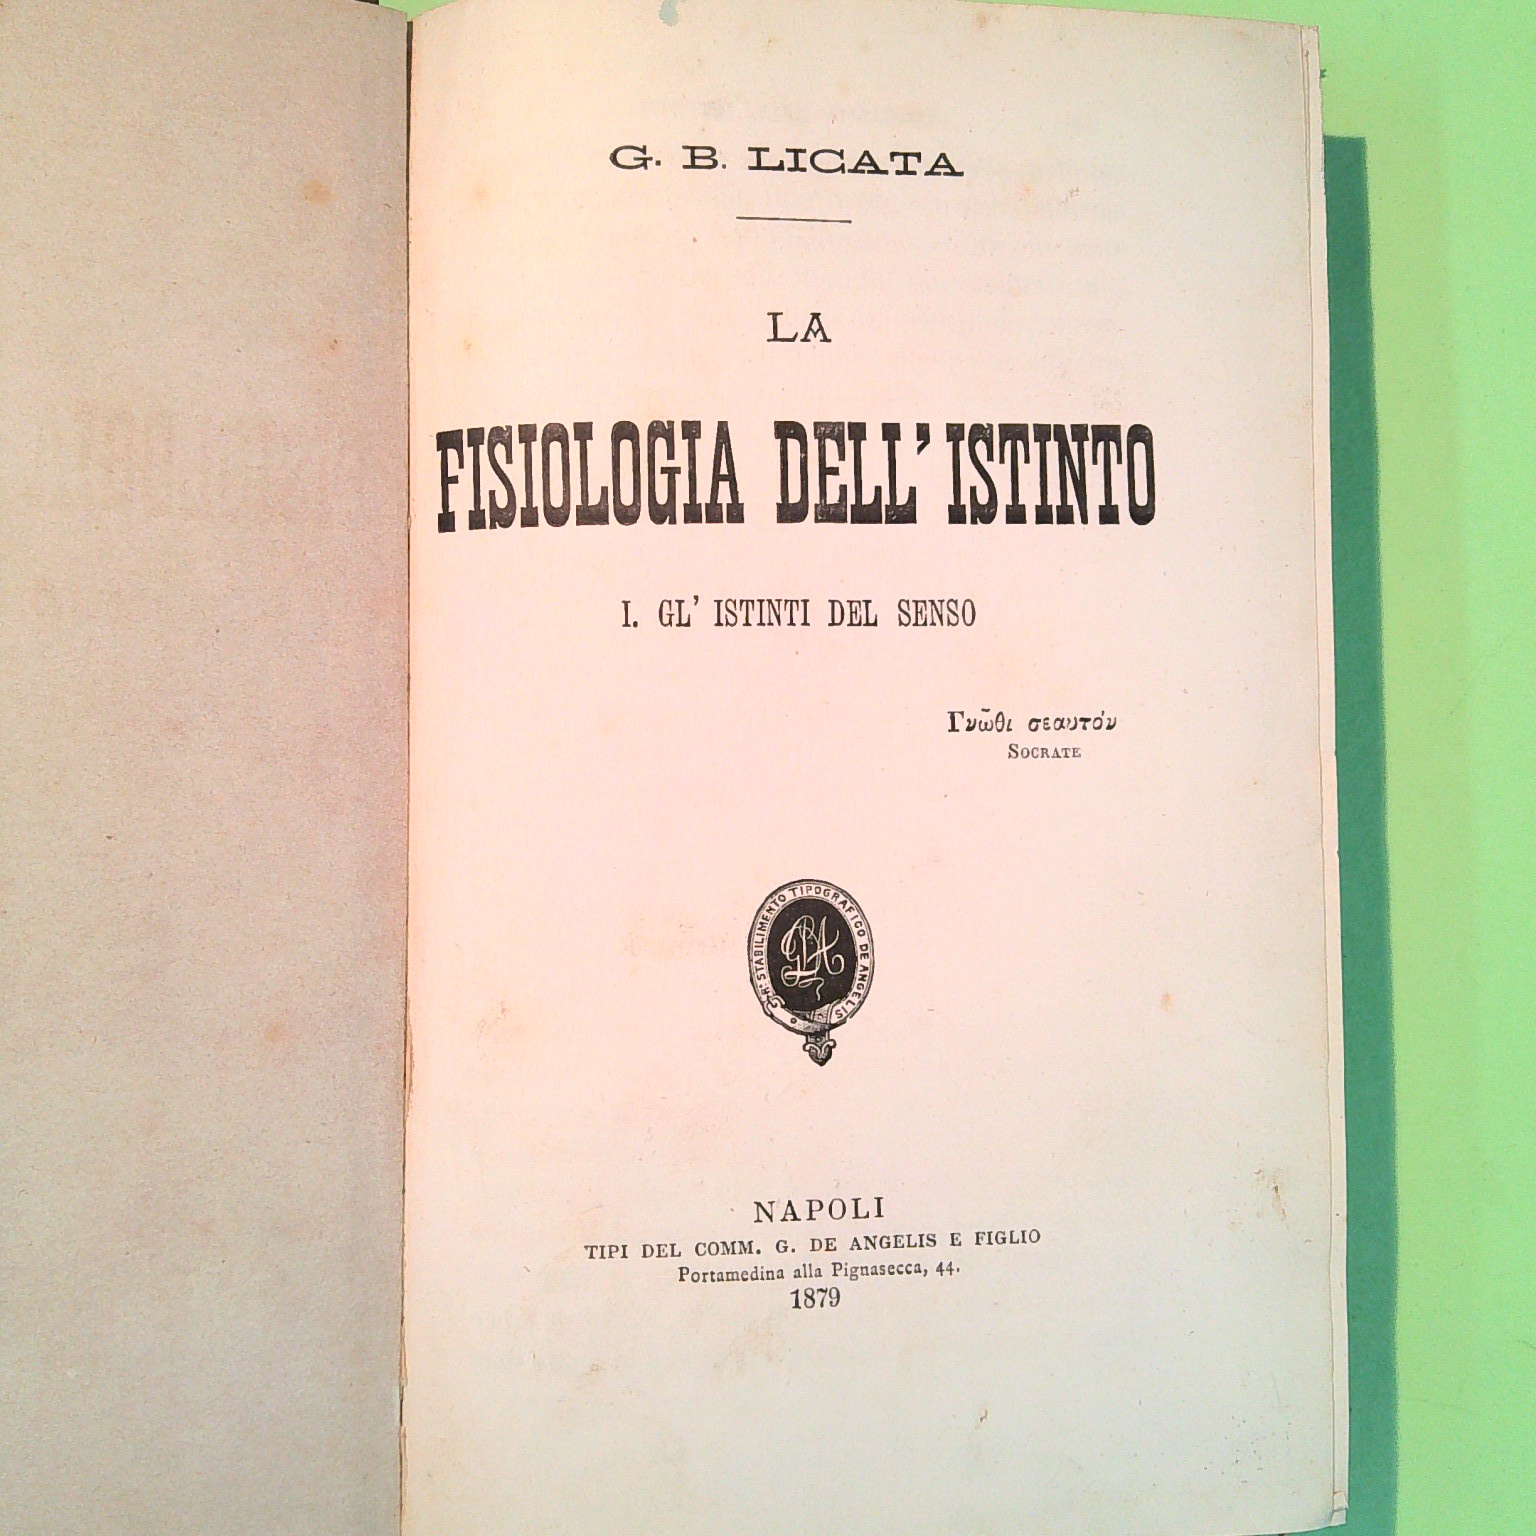 G. B. LICATA
LA
FISIOLOGIA DELL' ISTINTO
I. GL' ISTINTI DEL SENSO
Γνῶθι σεαυτόν
SOCRATE
STABILIMENTO TIPOGRAFICO DE ANGELIS
NAPOLI
TIPI DEL COMM. G. DE ANGELIS E FIGLIO
Portamedina alla Pignasecca, 44.
1879